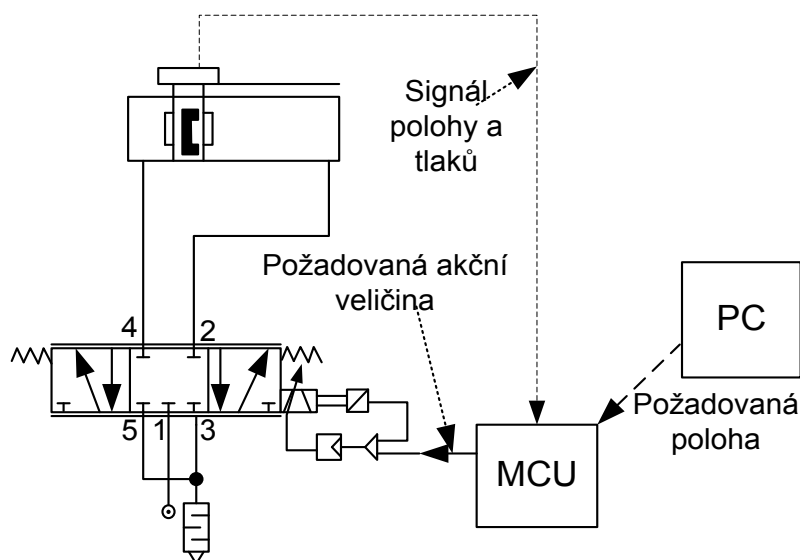 Signál
polohy a
tlaků
Požadovaná akční
veličina
PC
4
2
5
1
3
Požadovaná
poloha
MCU